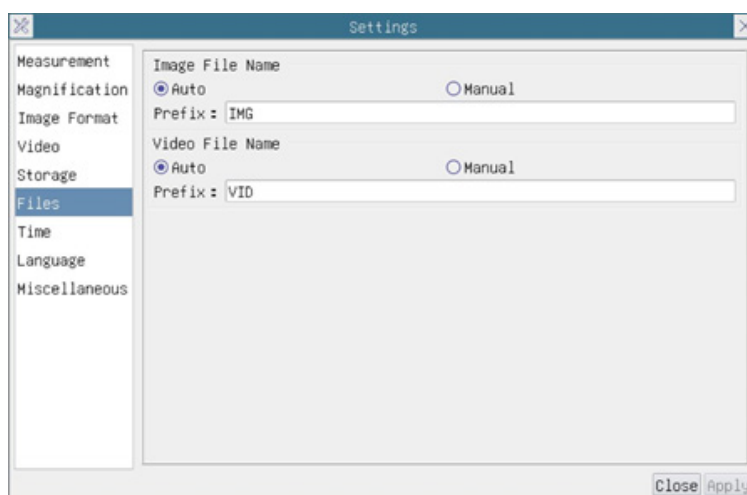 Settings
Measurement
Magnification
Image Format
Video
Storage
Files
Time
Language
Miscellaneous
Image File Name
Auto Manual
Prefix: IMG
Video File Name
Auto Manual
Prefix: VID
Close Apply